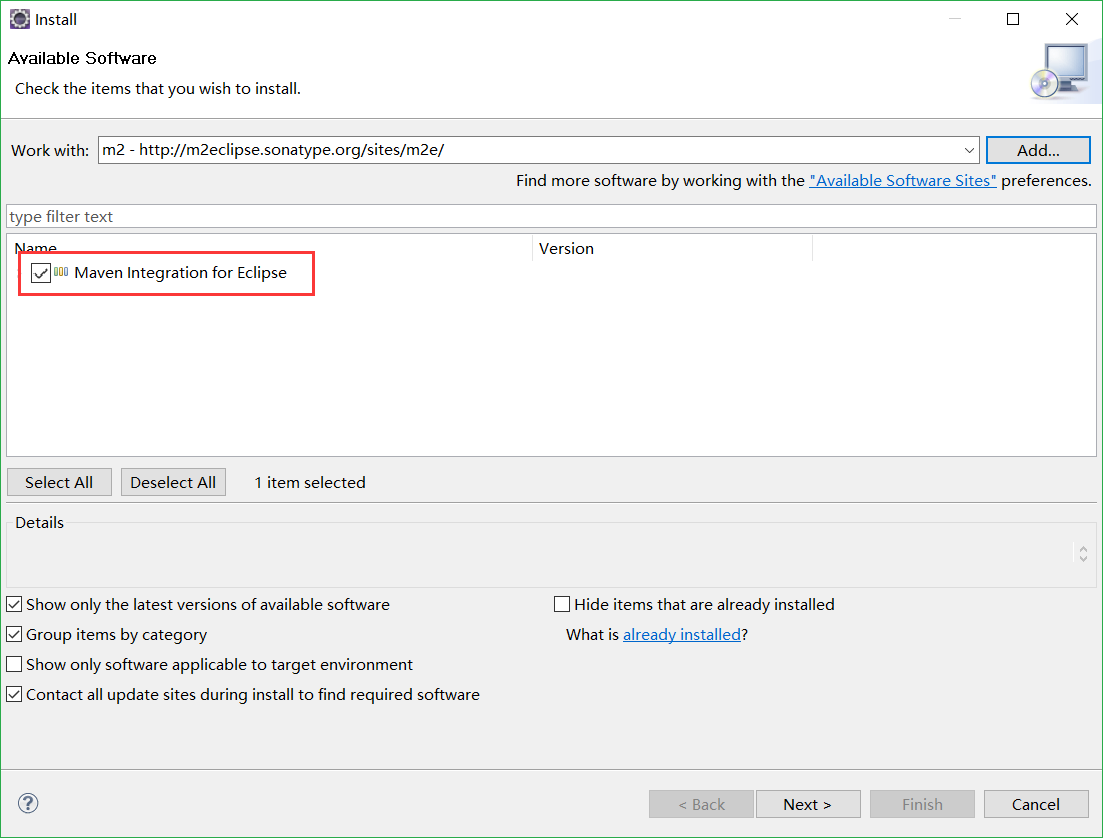 Install
Available Software
Check the items that you wish to install.
Work with: m2 - http://m2eclipse.sonatype.org/sites/m2e/ Add...
Find more software by working with the "Available Software Sites" preferences.
type filter text
Name Version
Maven Integration for Eclipse
Select All Deselect All 1 item selected
Details
Show only the latest versions of available software Hide items that are already installed
Group items by category What is already installed?
Show only software applicable to target environment
Contact all update sites during install to find required software
? < Back Next > Finish Cancel